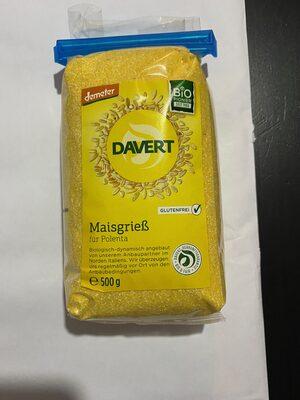 demeter
BIO
PIONIER
DAVERT
GLUTENFREI
Maisgrieß
für Polenta
Biologisch-dynamisch angebaut
von unserem Anbaupartner im
Norden Italiens. Wir überzeugen
uns regelmäßig vor Ort von den
Anbaubedingungen.
℮ 500 g